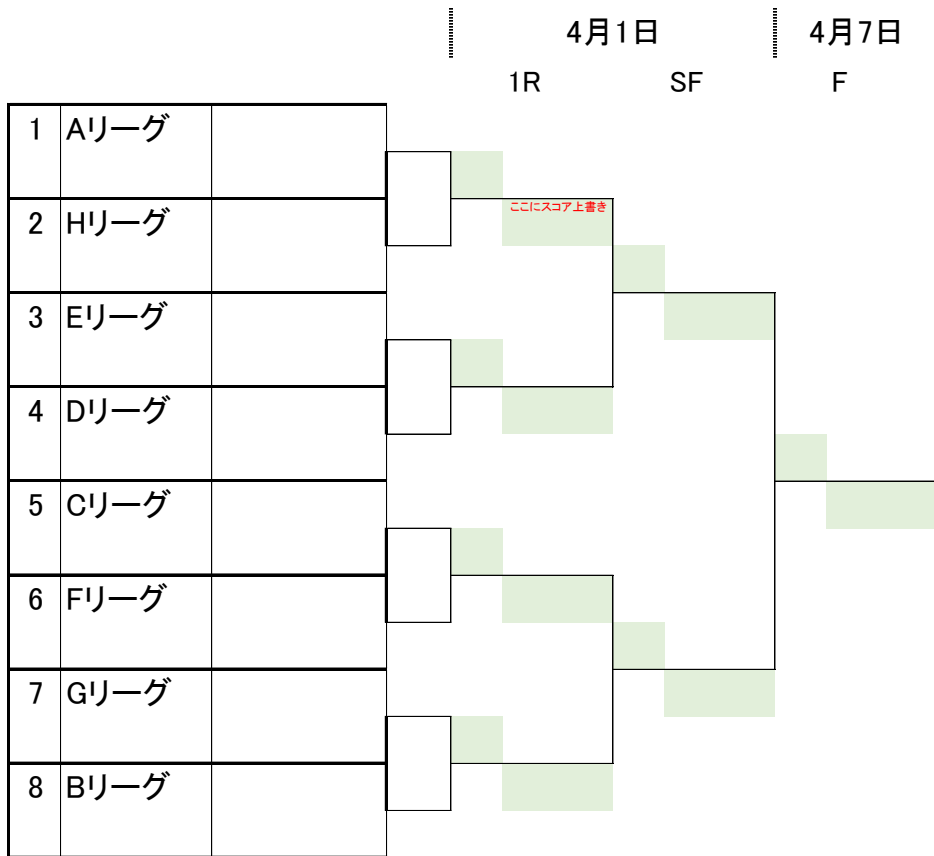 4月1日 4月7日
1R SF F
1 Aリーグ
ここにスコア上書き
2 Hリーグ
3 Eリーグ
4 Dリーグ
5 Cリーグ
6 Fリーグ
7 Gリーグ
8 Bリーグ